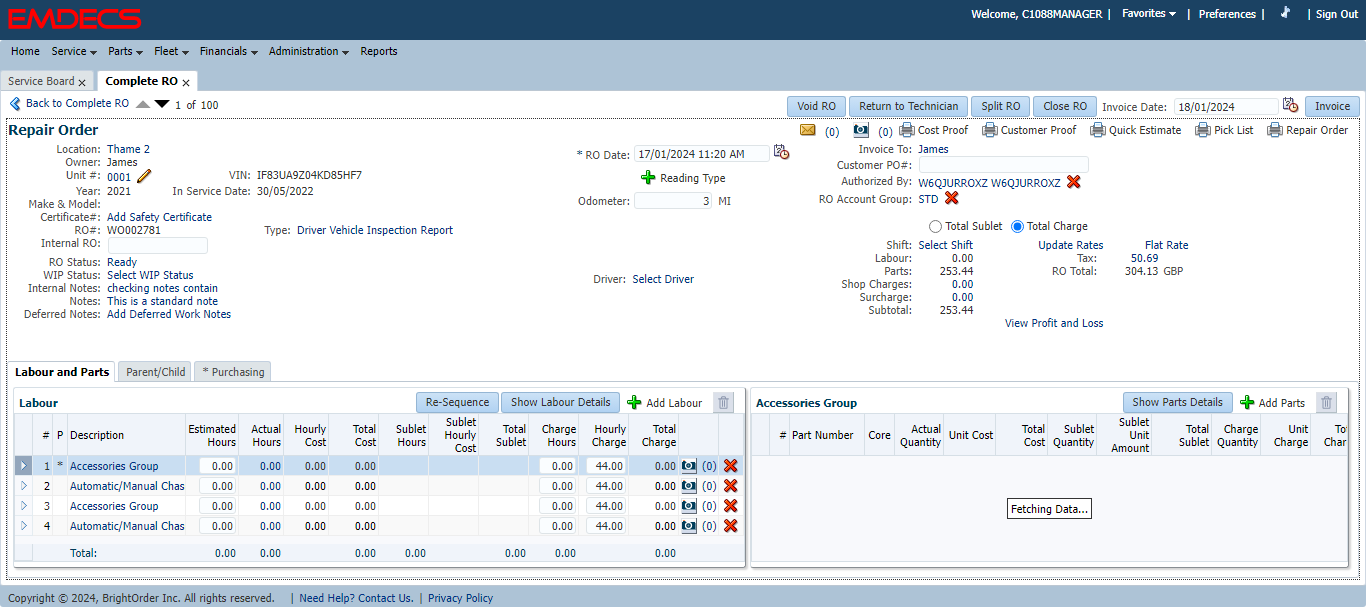 EMDECS
Welcome, C1088MANAGER | Favorites | Preferences | | Sign Out
Home Service Parts Fleet Financials Administration Reports
Service Board x Complete RO x
Back to Complete RO 1 of 100
Void RO Return to Technician Split RO Close RO Invoice Date: 18/01/2024 Invoice
Repair Order
(0) (0) Cost Proof Customer Proof Quick Estimate Pick List Repair Order
Location: Thame 2
Owner: James
Unit #: 0001 VIN: IF83UA9Z04KD85HF7
Year: 2021 In Service Date: 30/05/2022
Make & Model:
Certificate#: Add Safety Certificate
RO#: WO002781 Type: Driver Vehicle Inspection Report
Internal RO:
RO Status: Ready
WIP Status: Select WIP Status
Internal Notes: checking notes contain
Notes: This is a standard note
Deferred Notes: Add Deferred Work Notes
* RO Date: 17/01/2024 11:20 AM
Reading Type
Odometer: 3 MI
Driver: Select Driver
Invoice To: James
Customer PO#:
Authorized By: W6QJURROXZ W6QJURROXZ
RO Account Group: STD
Total Sublet Total Charge
Shift: Select Shift Update Rates Flat Rate
Labour: 0.00 Tax: 50.69
Parts: 253.44 RO Total: 304.13 GBP
Shop Charges: 0.00
Surcharge: 0.00
Subtotal: 253.44
View Profit and Loss
Labour and Parts Parent/Child * Purchasing
Labour Re-Sequence Show Labour Details Add Labour
# P Description Estimated Hours Actual Hours Hourly Cost Total Cost Sublet Hours Sublet Hourly Cost Total Sublet Charge Hours Hourly Charge Total Charge
1 * Accessories Group 0.00 0.00 0.00 0.00 0.00 44.00 0.00 (0)
2 Automatic/Manual Chas 0.00 0.00 0.00 0.00 0.00 44.00 0.00 (0)
3 Accessories Group 0.00 0.00 0.00 0.00 0.00 44.00 0.00 (0)
4 Automatic/Manual Chas 0.00 0.00 0.00 0.00 0.00 44.00 0.00 (0)
Total: 0.00 0.00 0.00 0.00 0.00 0.00 0.00
Accessories Group Show Parts Details Add Parts
# Part Number Core Actual Quantity Unit Cost Total Cost Sublet Quantity Sublet Unit Amount Total Sublet Charge Quantity Unit Charge Tot Char
Fetching Data...
Copyright © 2024, BrightOrder Inc. All rights reserved. | Need Help? Contact Us. | Privacy Policy